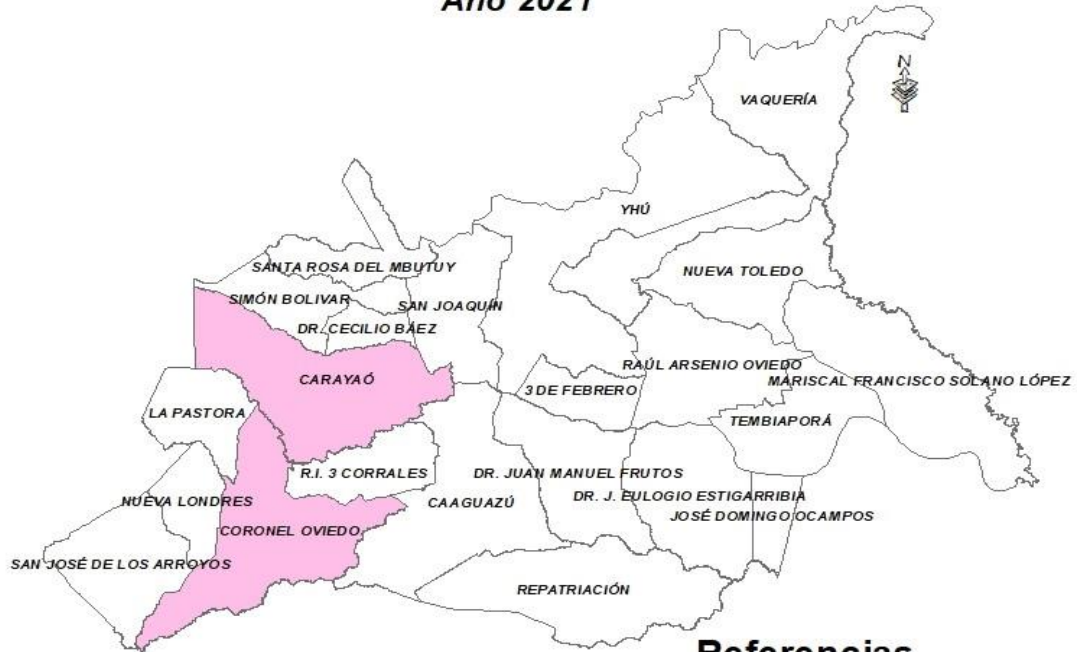 Año 2021
N
VAQUERÍA
YHÚ
SANTA ROSA DEL MBUTUY
NUEVA TOLEDO
SIMÓN BOLIVAR
SAN JOAQUÍN
DR. CECILIO BÁEZ
RAÚL ARSENIO OVIEDO
CARAYAÓ
MARISCAL FRANCISCO SOLANO LÓPEZ
3 DE FEBRERO
LA PASTORA
TEMBIAPORÁ
R.I. 3 CORRALES
DR. JUAN MANUEL FRUTOS
DR. J. EULOGIO ESTIGARRIBIA
NUEVA LONDRES
CAAGUAZÚ
JOSÉ DOMINGO OCAMPOS
CORONEL OVIEDO
SAN JOSÉ DE LOS ARROYOS
REPATRIACIÓN
Referencias